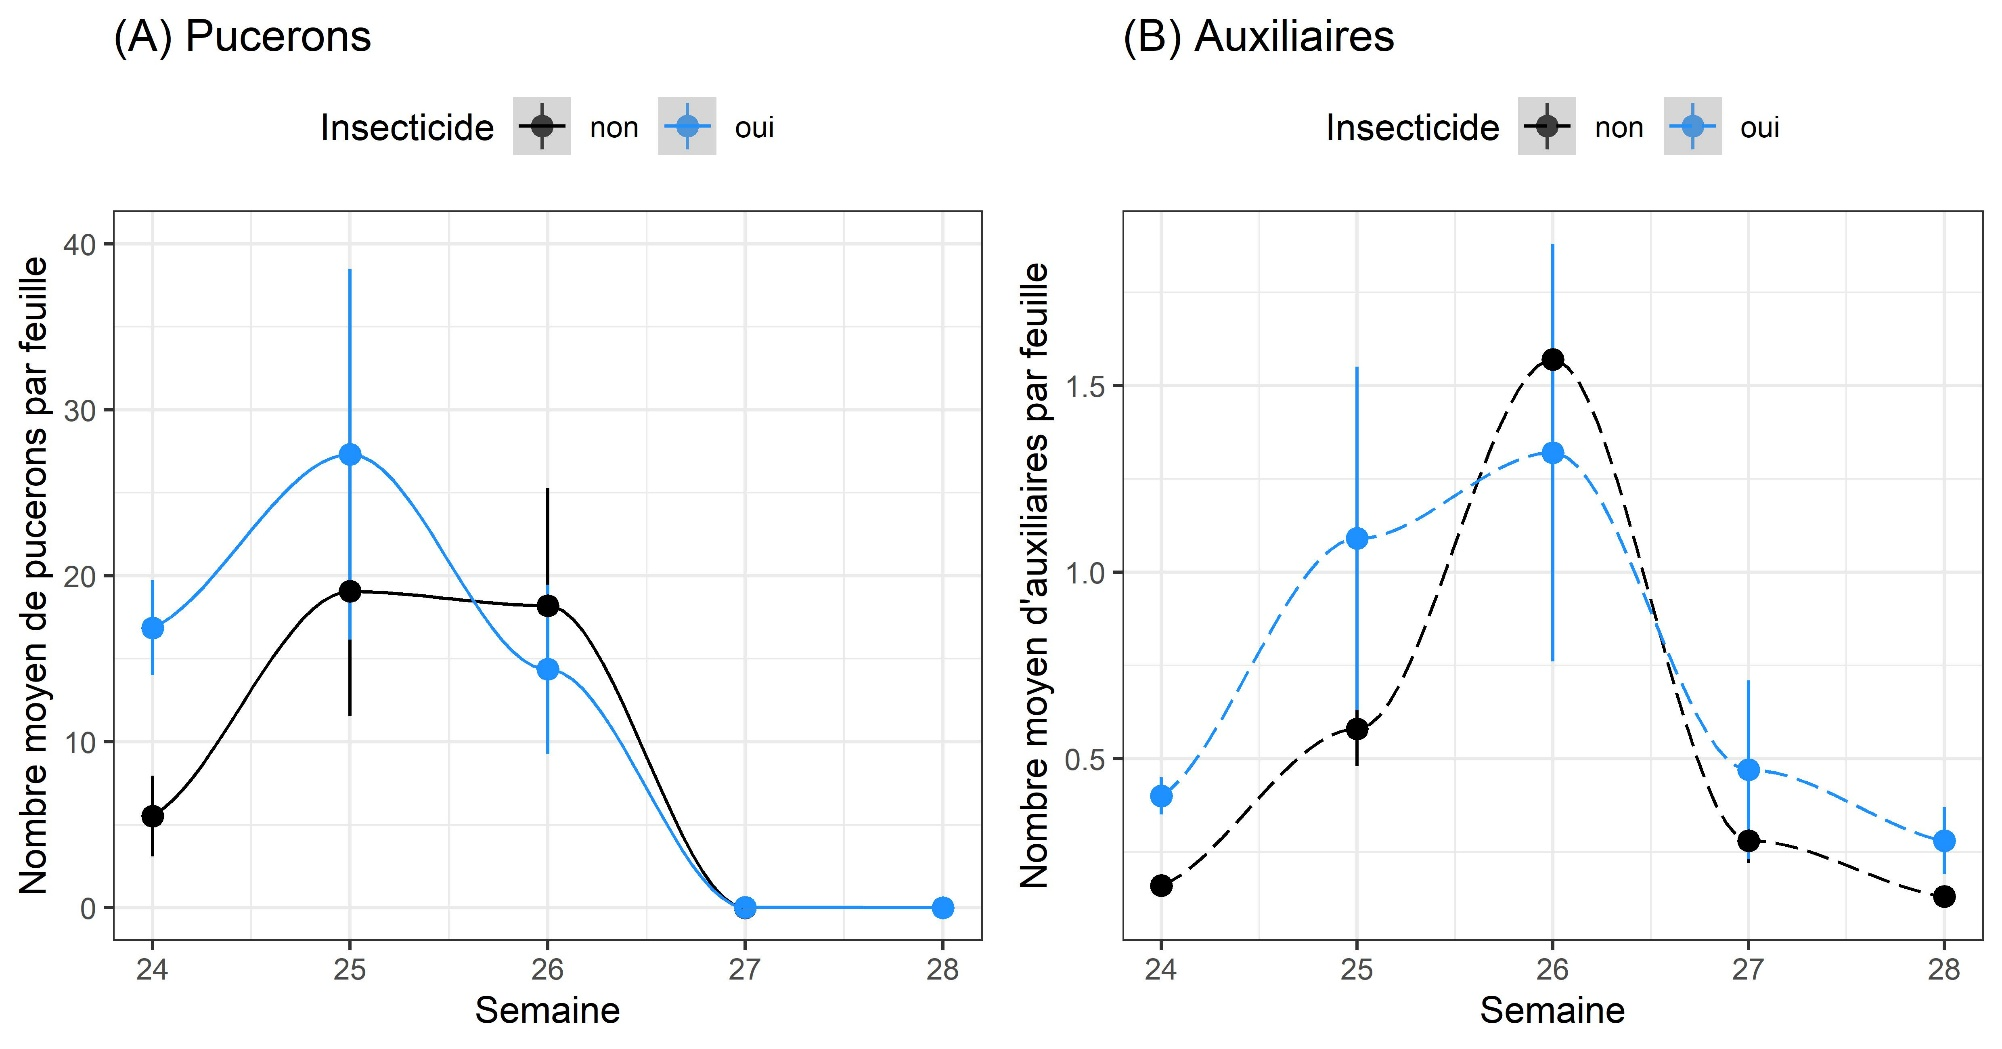 (A) Pucerons
Insecticide non oui
Nombre moyen de pucerons par feuille
40
30
20
10
0
24 25 26 27 28
Semaine
(B) Auxiliaires
Insecticide non oui
Nombre moyen d'auxiliaires par feuille
1.5
1.0
0.5
24 25 26 27 28
Semaine